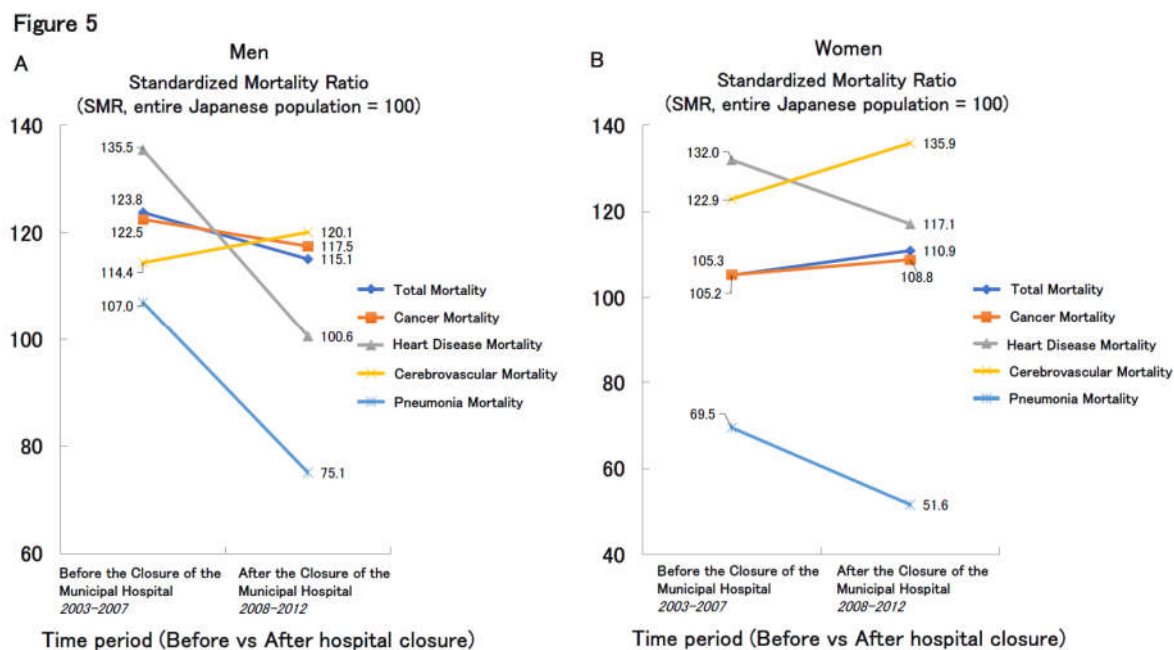 Figure 5
A
Men
Standardized Mortality Ratio
(SMR, entire Japanese population = 100)
140
120
100
80
60
135.5
123.8
122.5
114.4
107.0
120.1
117.5
115.1
100.6
75.1
Total Mortality
Cancer Mortality
Heart Disease Mortality
Cerebrovascular Mortality
Pneumonia Mortality
Before the Closure of the
Municipal Hospital
2003-2007
After the Closure of the
Municipal Hospital
2008-2012
Time period (Before vs After hospital closure)
B
Women
Standardized Mortality Ratio
(SMR, entire Japanese population = 100)
140
120
100
80
60
40
132.0
122.9
105.3
105.2
69.5
135.9
117.1
110.9
108.8
51.6
Total Mortality
Cancer Mortality
Heart Disease Mortality
Cerebrovascular Mortality
Pneumonia Mortality
Before the Closure of the
Municipal Hospital
2003-2007
After the Closure of the
Municipal Hospital
2008-2012
Time period (Before vs After hospital closure)